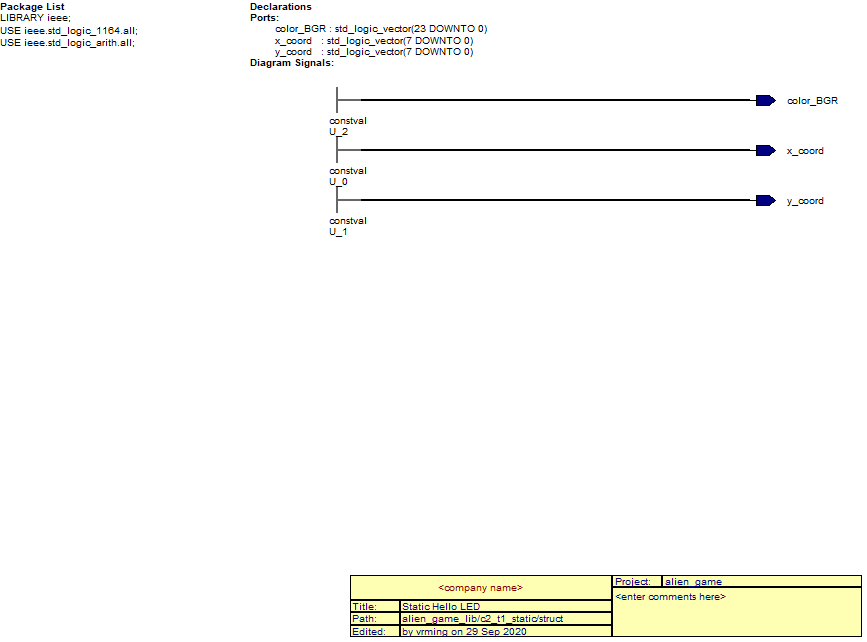 Package List
LIBRARY ieee;
USE ieee.std_logic_1164.all;
USE ieee.std_logic_arith.all;
Declarations
Ports:
color_BGR : std_logic_vector(23 DOWNTO 0)
x_coord : std_logic_vector(7 DOWNTO 0)
y_coord : std_logic_vector(7 DOWNTO 0)
Diagram Signals:
color_BGR
constval
U_2
x_coord
constval
U_0
y_coord
constval
U_1
<company name>
Title: Static Hello LED
Path: alien_game_lib/c2_t1_static/struct
Edited: by vrming on 29 Sep 2020
Project: alien_game
<enter comments here>